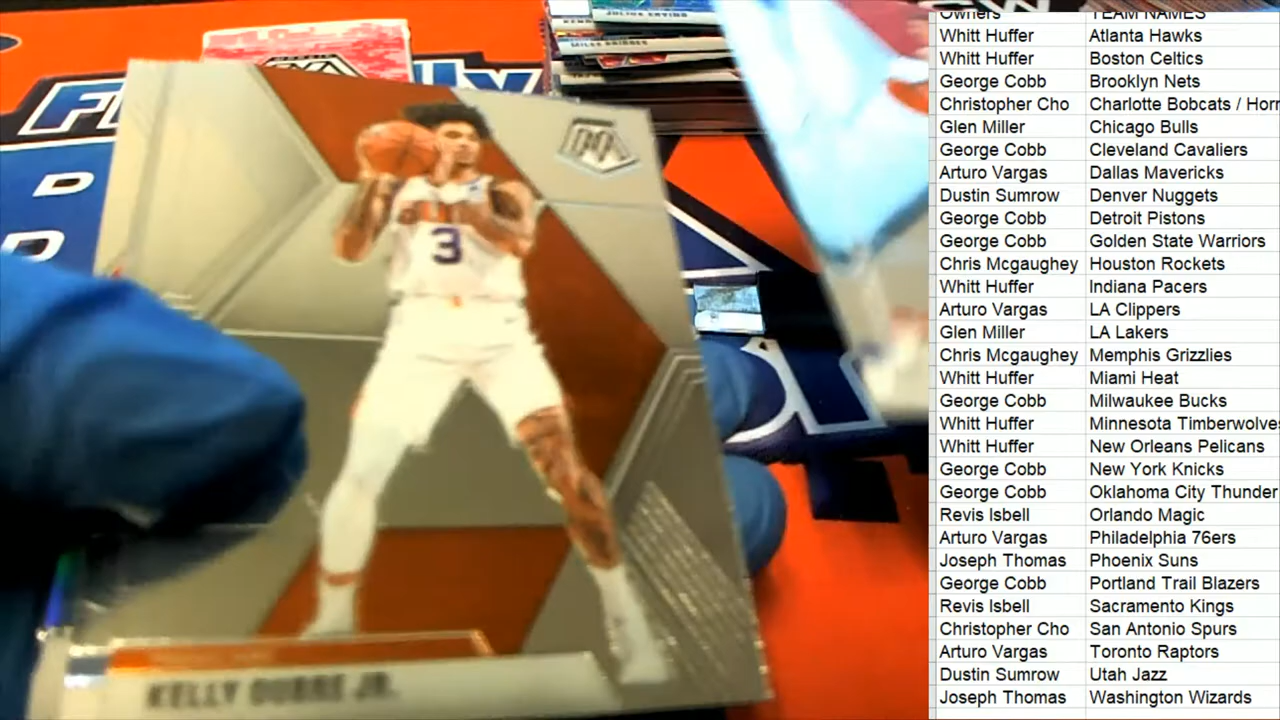 JULIUS ERVING
MILES BRIDGES
3
KELLY OUBRE JR.
Owners TEAM NAMES
Whitt Huffer Atlanta Hawks
Whitt Huffer Boston Celtics
George Cobb Brooklyn Nets
Christopher Cho Charlotte Bobcats / Horn
Glen Miller Chicago Bulls
George Cobb Cleveland Cavaliers
Arturo Vargas Dallas Mavericks
Dustin Sumrow Denver Nuggets
George Cobb Detroit Pistons
George Cobb Golden State Warriors
Chris Mcgaughey Houston Rockets
Whitt Huffer Indiana Pacers
Arturo Vargas LA Clippers
Glen Miller LA Lakers
Chris Mcgaughey Memphis Grizzlies
Whitt Huffer Miami Heat
George Cobb Milwaukee Bucks
Whitt Huffer Minnesota Timberwolves
Whitt Huffer New Orleans Pelicans
George Cobb New York Knicks
George Cobb Oklahoma City Thunder
Revis Isbell Orlando Magic
Arturo Vargas Philadelphia 76ers
Joseph Thomas Phoenix Suns
George Cobb Portland Trail Blazers
Revis Isbell Sacramento Kings
Christopher Cho San Antonio Spurs
Arturo Vargas Toronto Raptors
Dustin Sumrow Utah Jazz
Joseph Thomas Washington Wizards